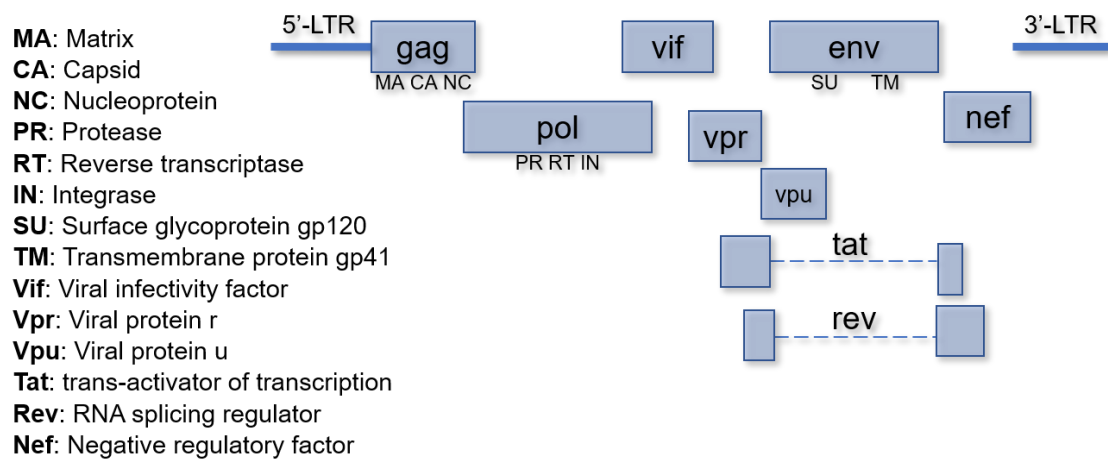 MA: Matrix
CA: Capsid
NC: Nucleoprotein
PR: Protease
RT: Reverse transcriptase
IN: Integrase
SU: Surface glycoprotein gp120
TM: Transmembrane protein gp41
Vif: Viral infectivity factor
Vpr: Viral protein r
Vpu: Viral protein u
Tat: trans-activator of transcription
Rev: RNA splicing regulator
Nef: Negative regulatory factor
5’-LTR
gag
MA CA NC
vif
env
SU TM
3’-LTR
pol
PR RT IN
vpr
nef
vpu
tat
rev